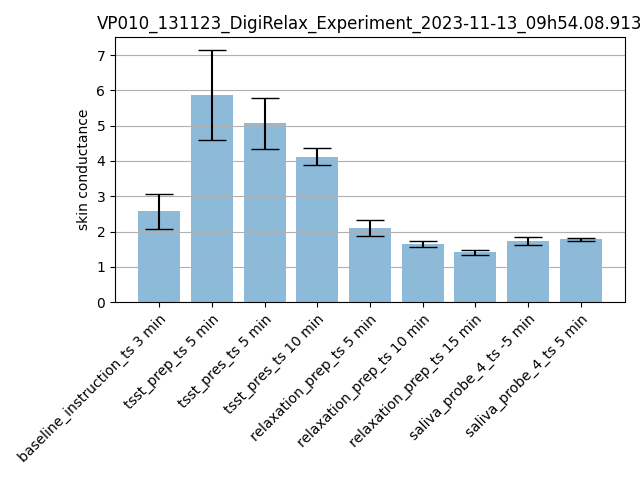 VP010_131123_DigiRelax_Experiment_2023-11-13_09h54.08.913
skin conductance
7
6
5
4
3
2
1
0
baseline_instruction_ts 3 min
tsst_prep_ts 5 min
tsst_pres_ts 5 min
tsst_pres_ts 10 min
relaxation_prep_ts 5 min
relaxation_prep_ts 10 min
relaxation_prep_ts 15 min
saliva_probe_4_ts -5 min
saliva_probe_4_ts 5 min